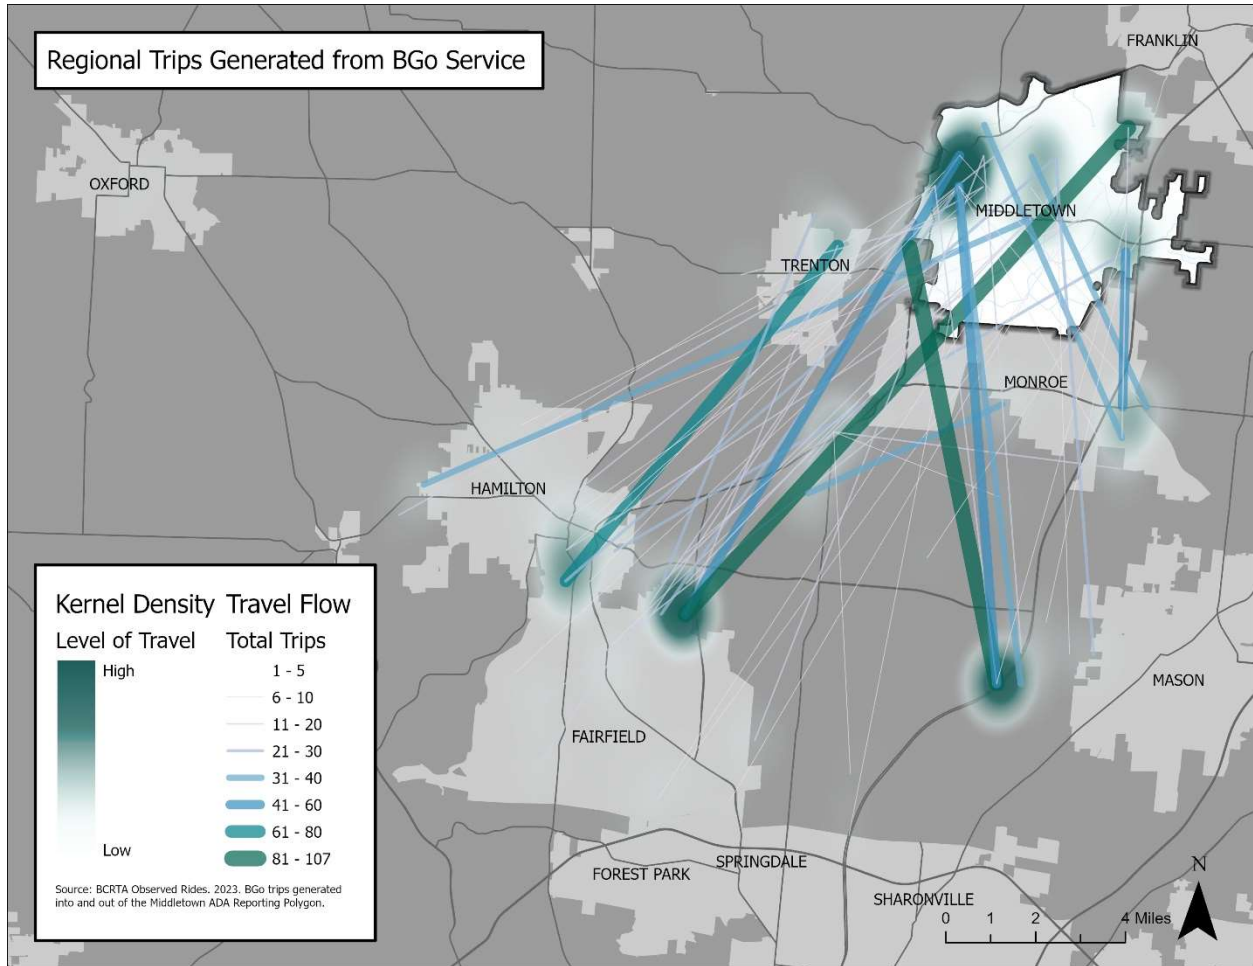 Regional Trips Generated from BGo Service
FRANKLIN
OXFORD
MIDDLETOWN
TRENTON
MONROE
HAMILTON
MASON
FAIRFIELD
SPRINGDALE
FOREST PARK
SHARONVILLE
Kernel Density
Level of Travel
High
Low
Travel Flow
Total Trips
1 - 5
6 - 10
11 - 20
21 - 30
31 - 40
41 - 60
61 - 80
81 - 107
Source: BCRTA Observed Rides. 2023. BGo trips generated
into and out of the Middletown ADA Reporting Polygon.
N
0 1 2 4 Miles